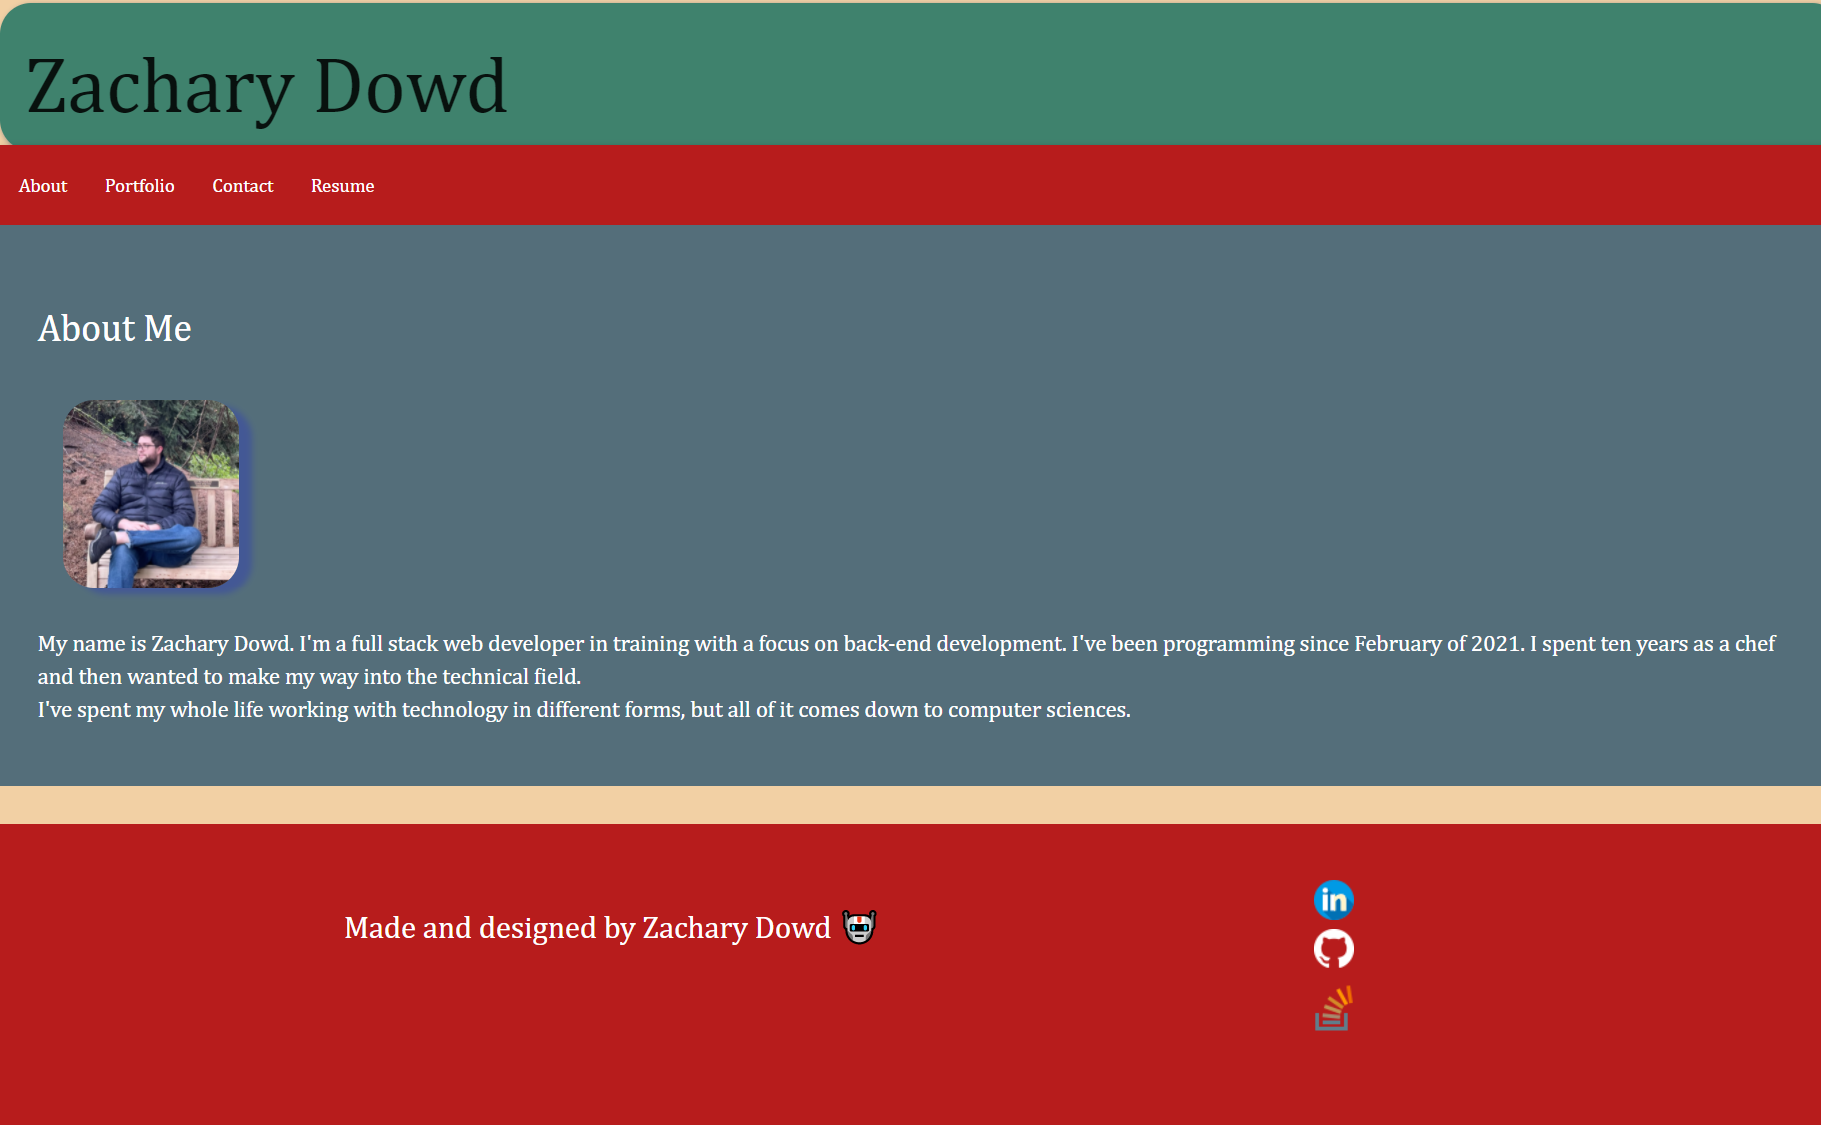 Zachary Dowd
About Portfolio Contact Resume
About Me
My name is Zachary Dowd. I'm a full stack web developer in training with a focus on back-end development. I've been programming since February of 2021. I spent ten years as a chef
and then wanted to make my way into the technical field.
I've spent my whole life working with technology in different forms, but all of it comes down to computer sciences.
Made and designed by Zachary Dowd
in